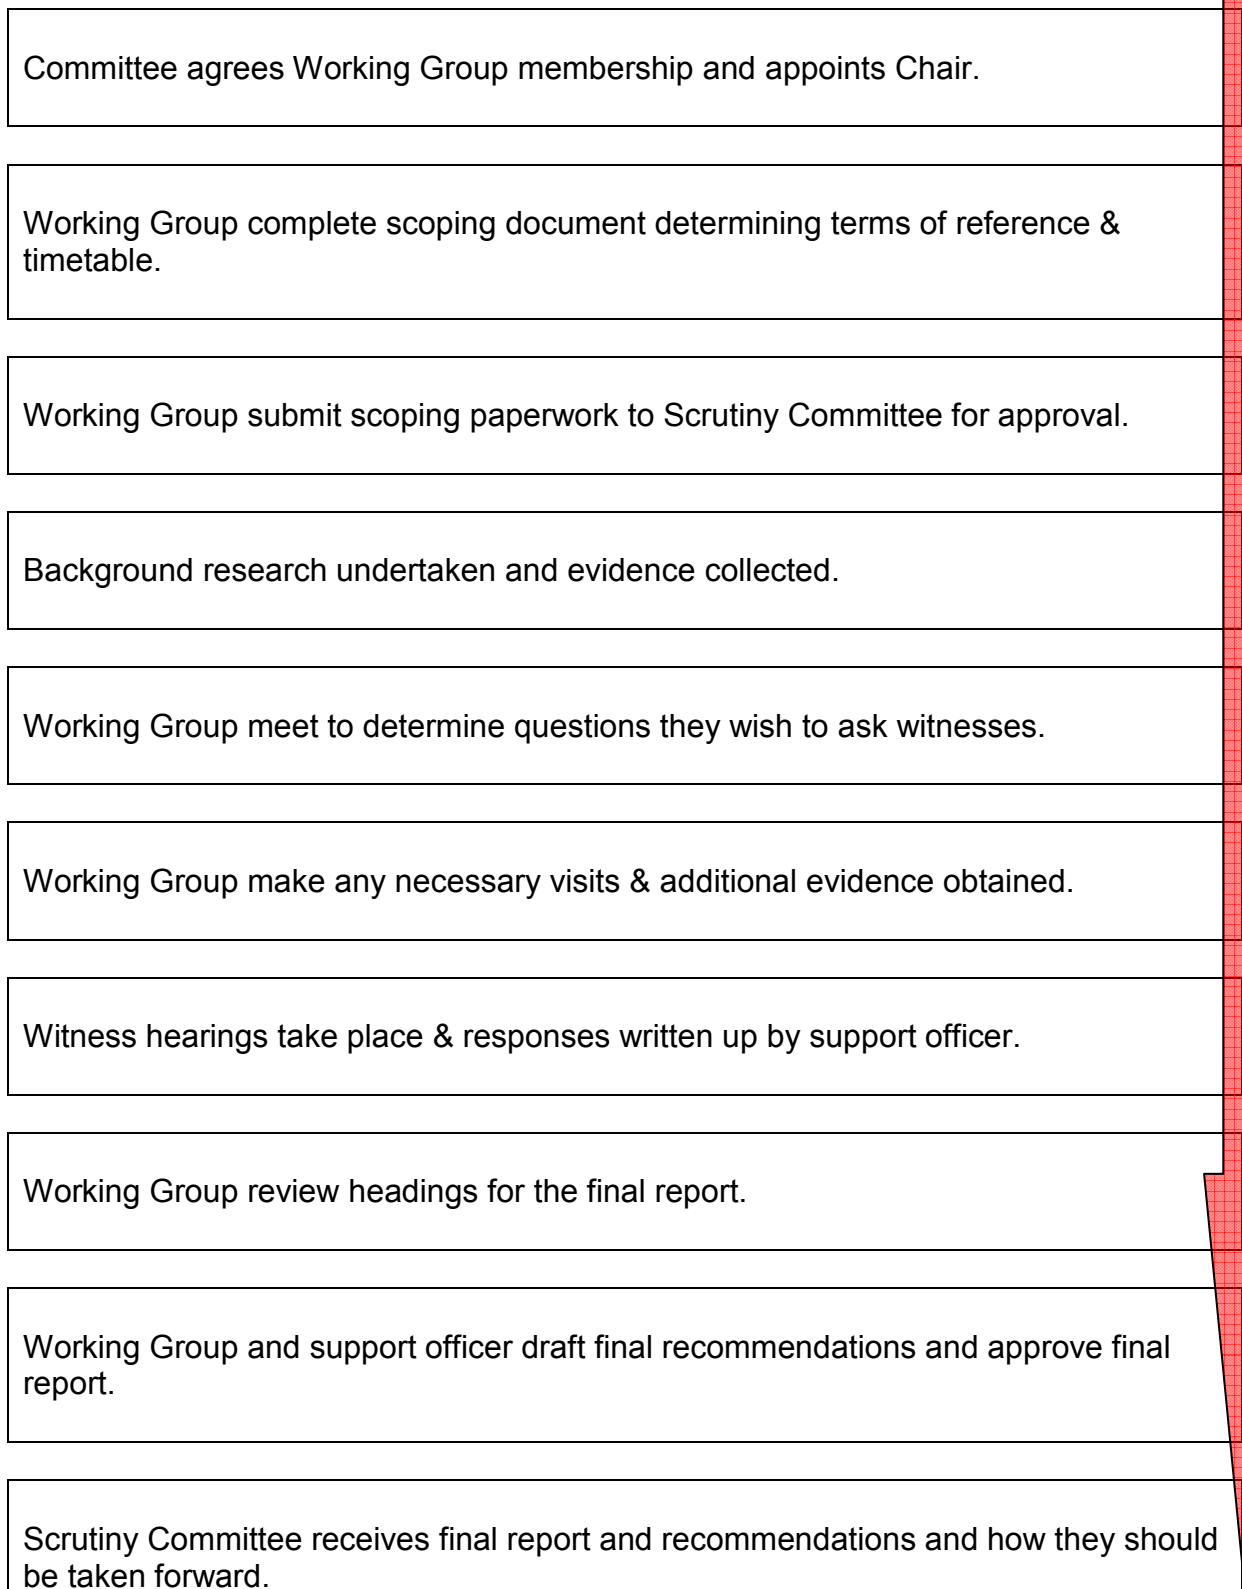 Committee agrees Working Group membership and appoints Chair.
Working Group complete scoping document determining terms of reference &
timetable.
Working Group submit scoping paperwork to Scrutiny Committee for approval.
Background research undertaken and evidence collected.
Working Group meet to determine questions they wish to ask witnesses.
Working Group make any necessary visits & additional evidence obtained.
Witness hearings take place & responses written up by support officer.
Working Group review headings for the final report.
Working Group and support officer draft final recommendations and approve final
report.
Scrutiny Committee receives final report and recommendations and how they should
be taken forward.